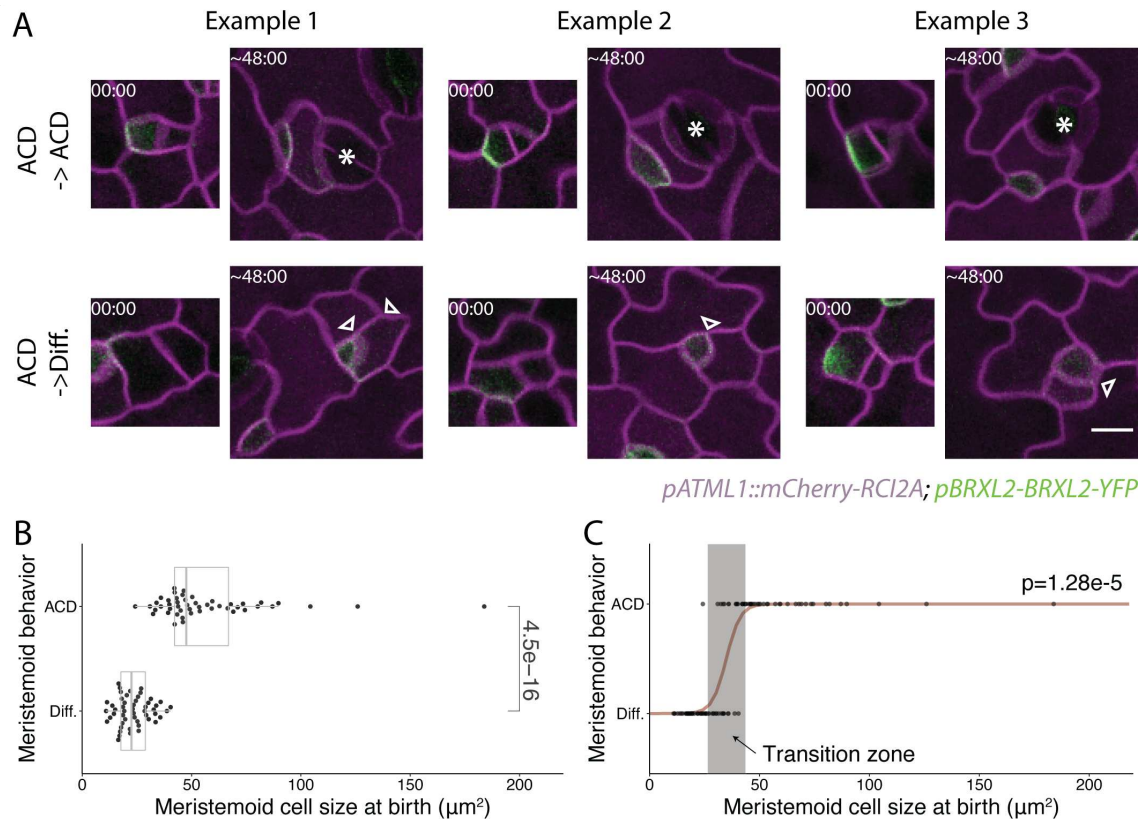 A
Example 1 Example 2 Example 3
ACD
-> ACD
00:00 ~48:00 00:00 ~48:00 00:00 ~48:00
* * *
ACD
->Diff.
00:00 ~48:00 00:00 ~48:00 00:00 ~48:00
pATML1::mCherry-RCI2A; pBRXL2-BRXL2-YFP
B
Meristemoid behavior
ACD
Diff.
4.5e−16
0 50 100 150 200
Meristemoid cell size at birth (μm²)
C
Meristemoid behavior
ACD
Diff.
p=1.28e-5
Transition zone
0 50 100 150 200
Meristemoid cell size at birth (μm²)